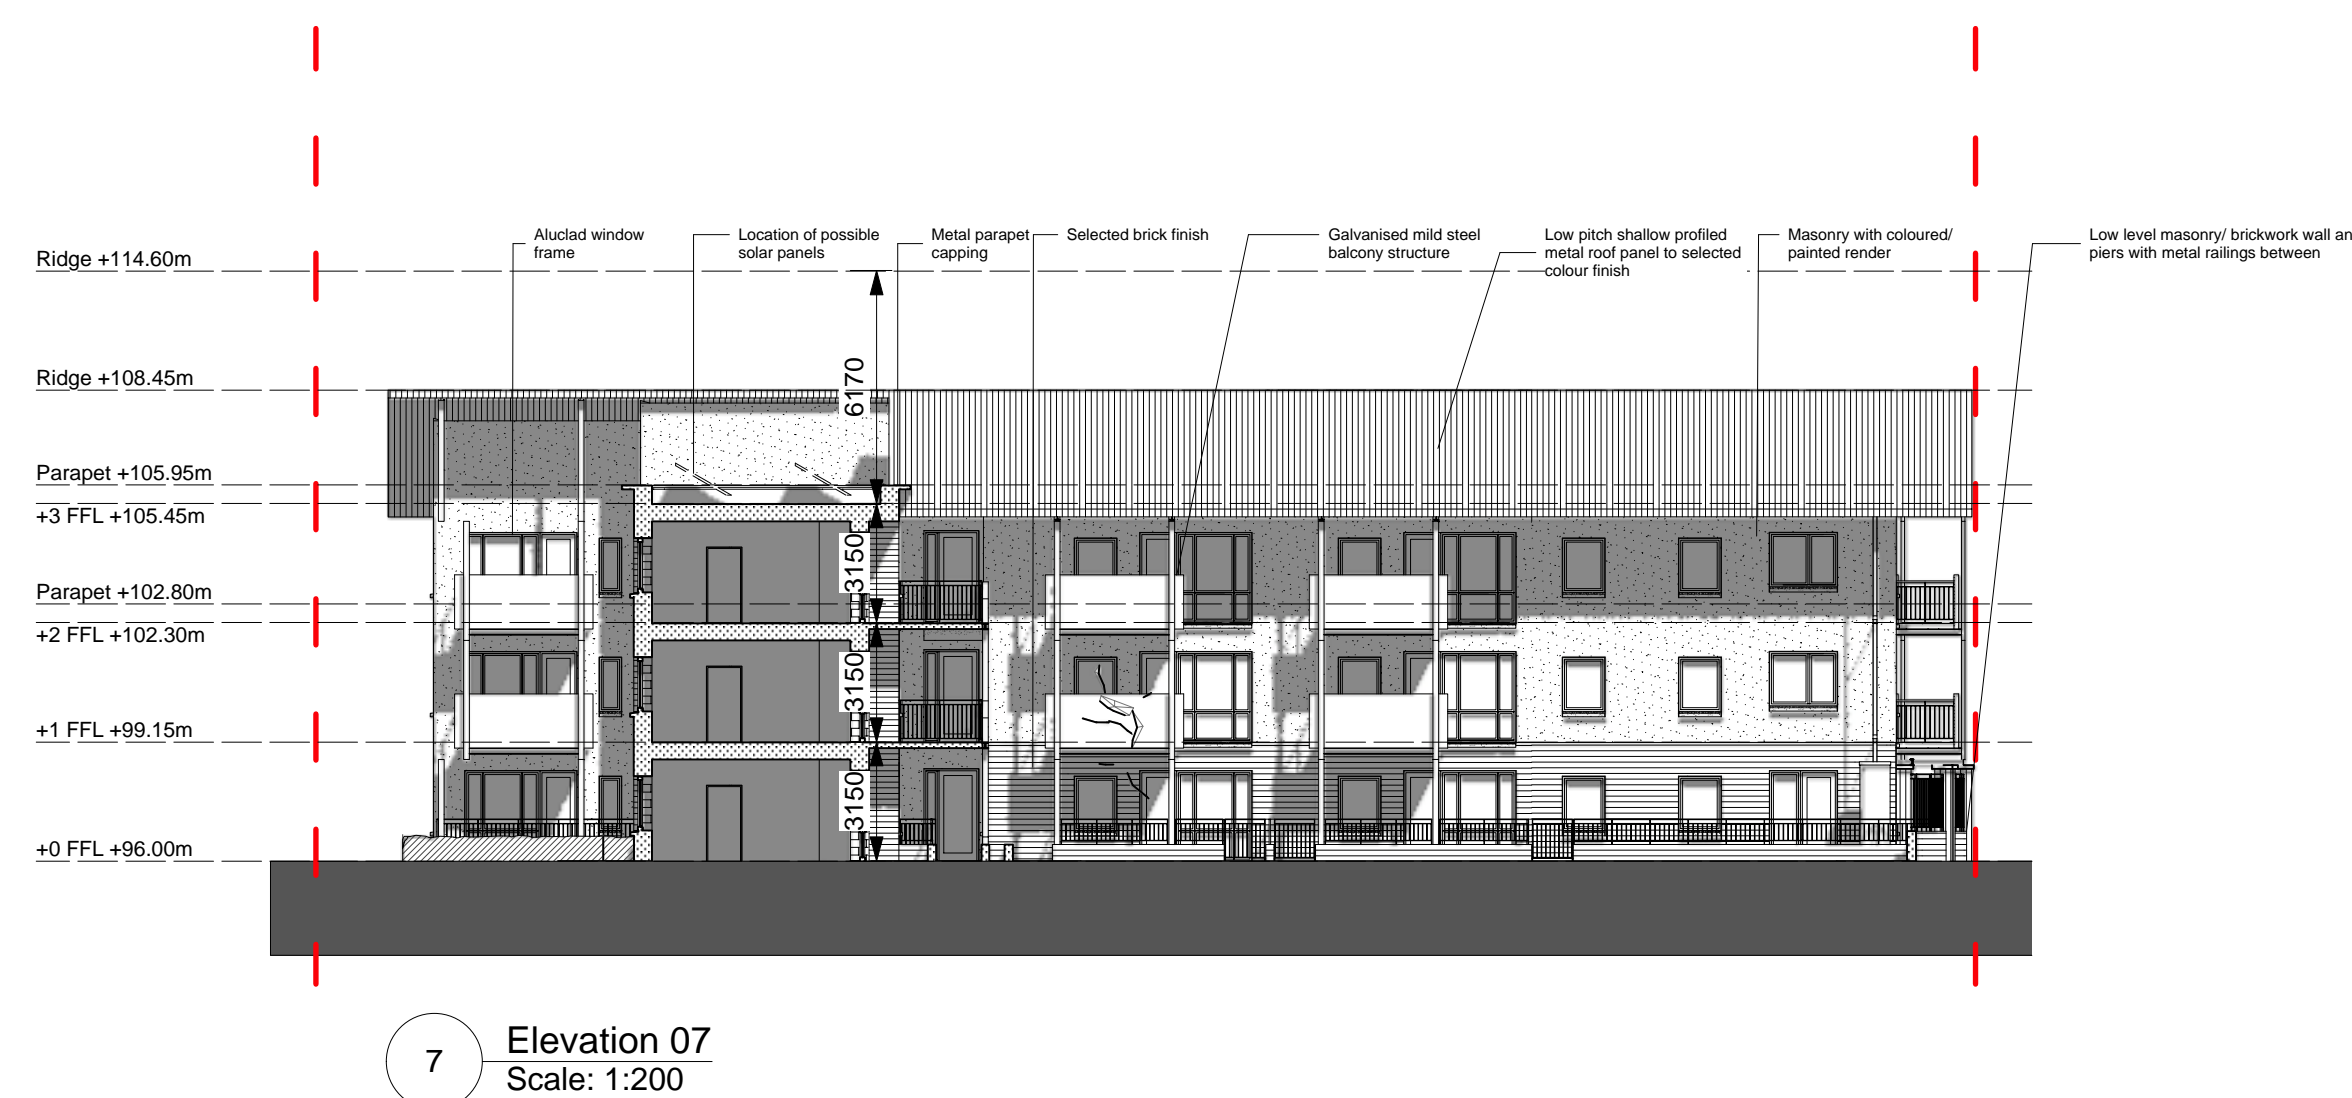 Aluclad window
frame
Location of possible
solar panels
Metal parapet
capping
Selected brick finish
Galvanised mild steel
balcony structure
Low pitch shallow profiled
metal roof panel to selected
colour finish
Masonry with coloured/
painted render
Low level masonry/ brickwork wall an
piers with metal railings between
Ridge +114.60m
Ridge +108.45m
Parapet +105.95m
+3 FFL +105.45m
Parapet +102.80m
+2 FFL +102.30m
+1 FFL +99.15m
+0 FFL +96.00m
6170
3150
3150
3150
7
Elevation 07
Scale: 1:200